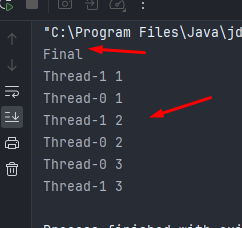 "C:\Program Files\Java\jd
Final
Thread-1 1
Thread-0 1
Thread-1 2
Thread-0 2
Thread-0 3
Thread-1 3